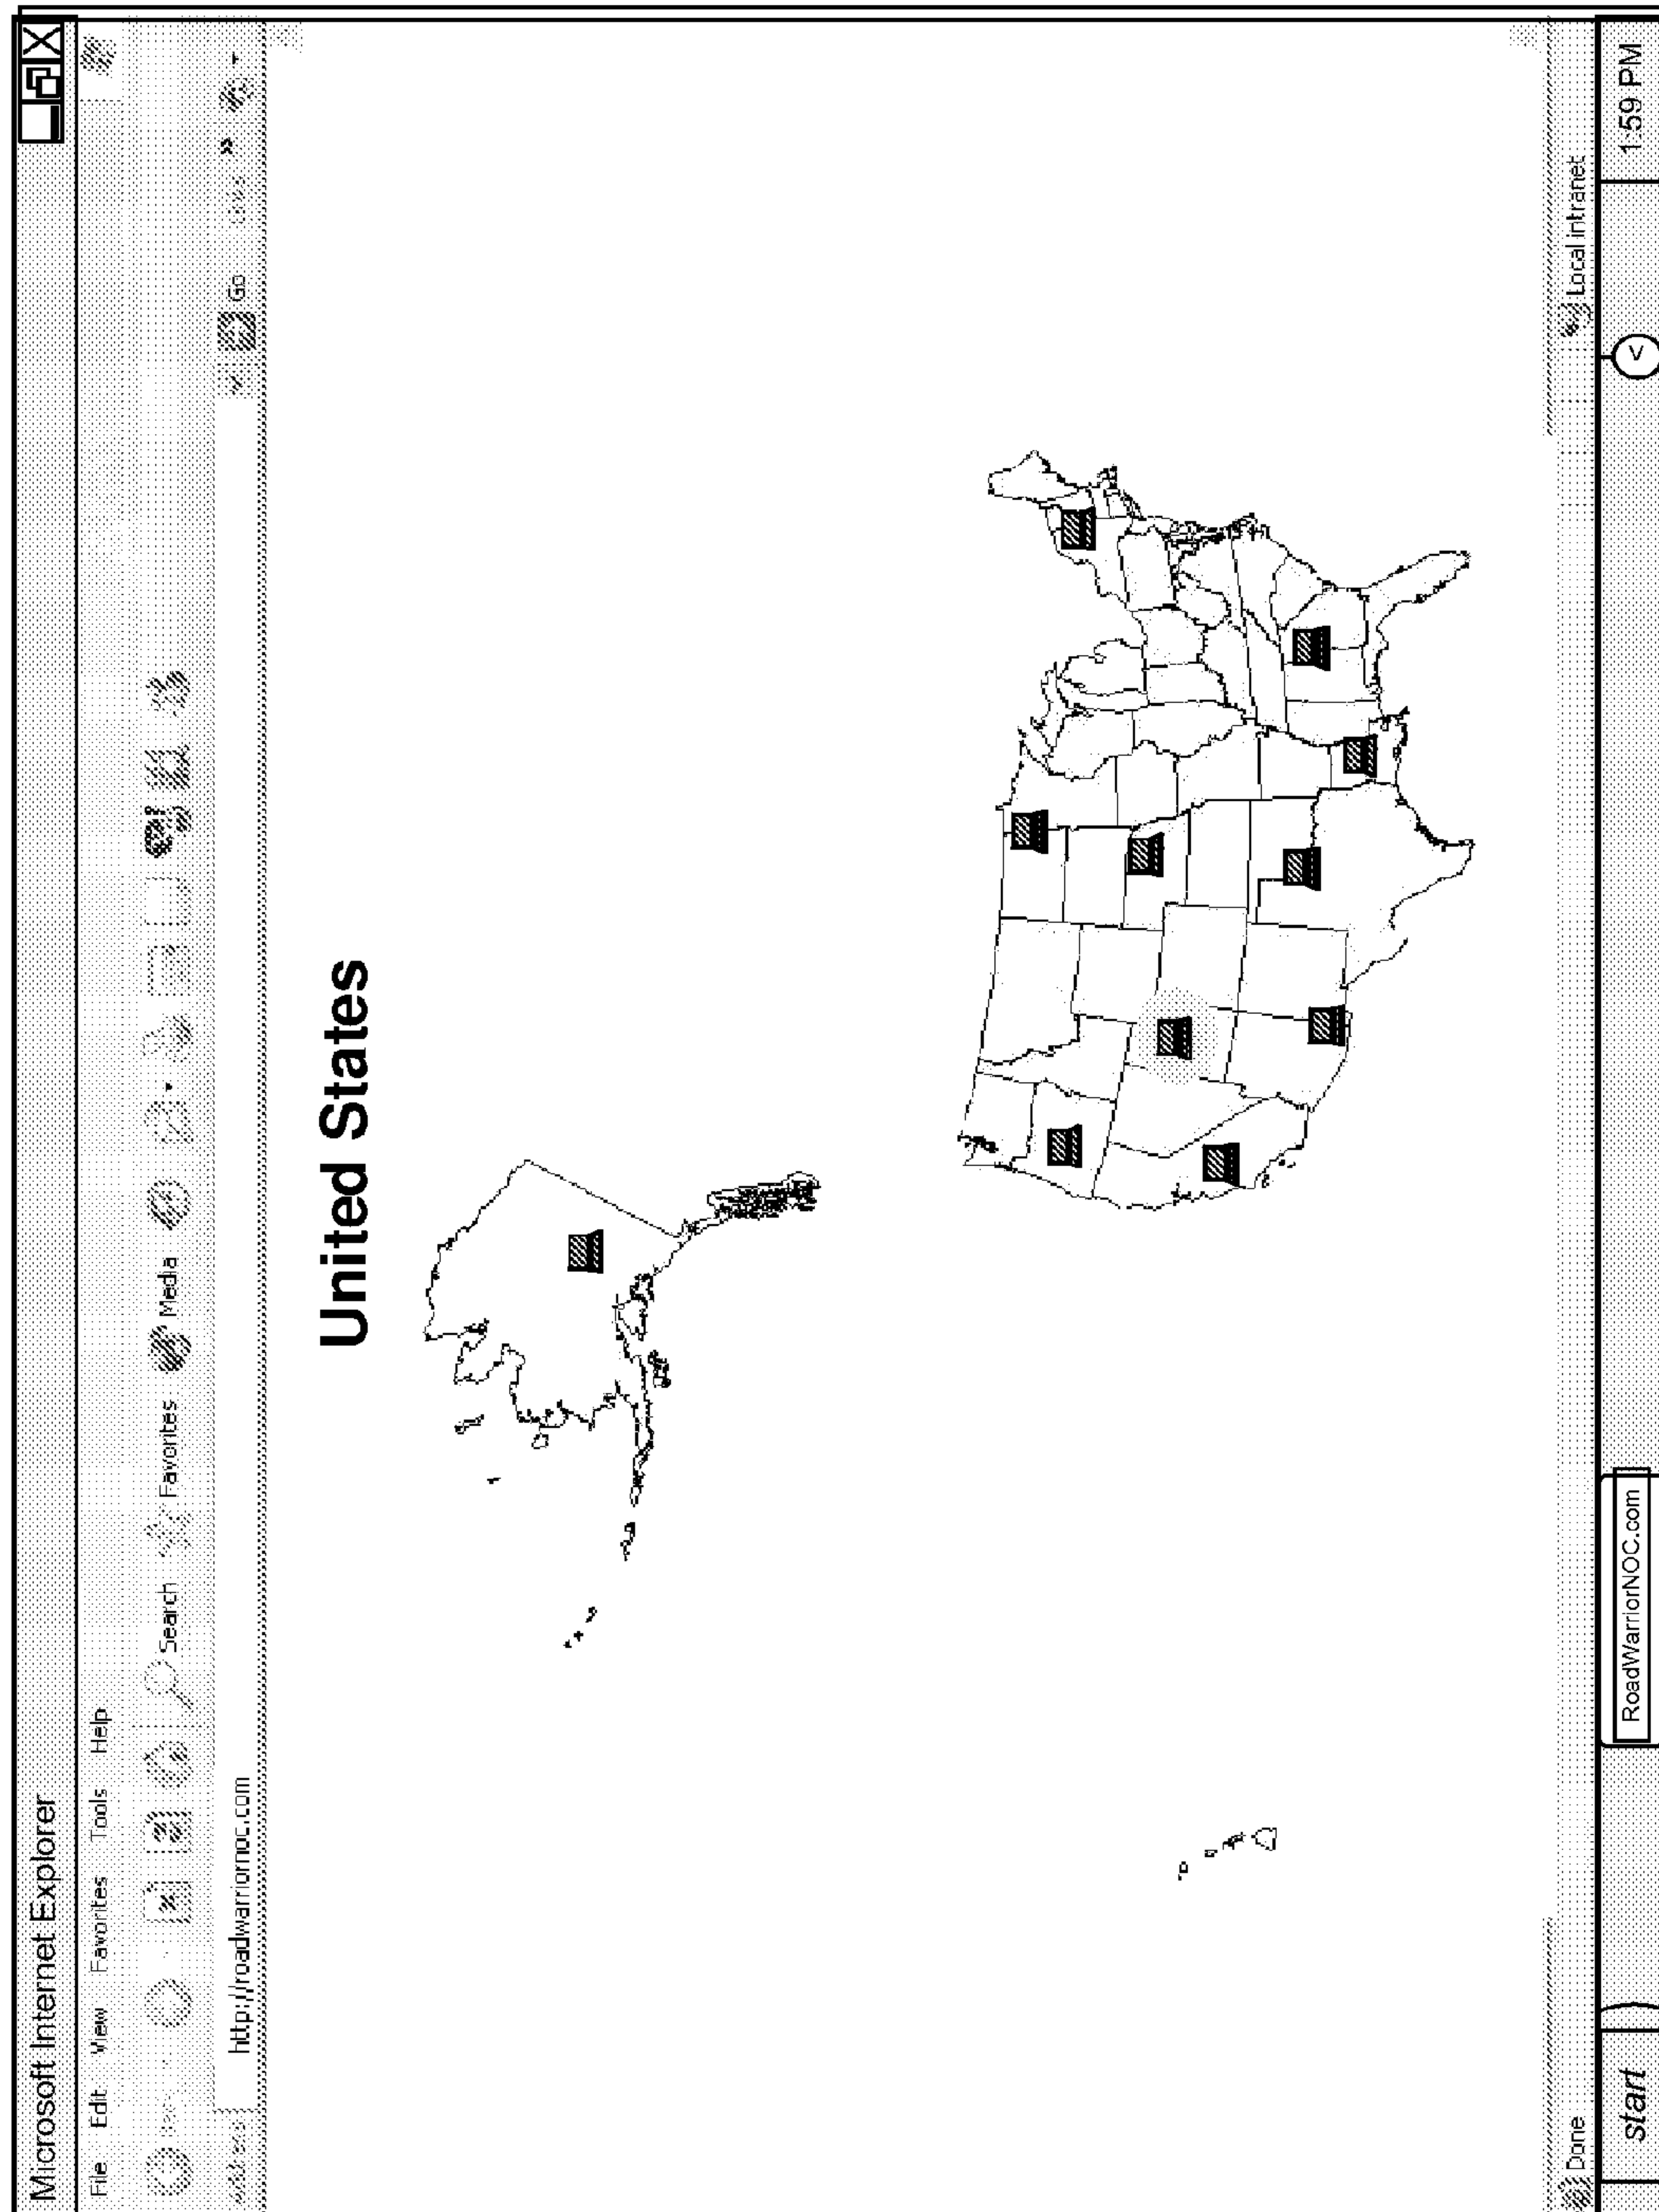 Microsoft Internet Explorer
File Edit View Favorites Tools Help
Search Favorites Media
http://roadwarriornoc.com Go »
United States
Done Local intranet
start RoadWarriorNOC.com < 1:59 PM